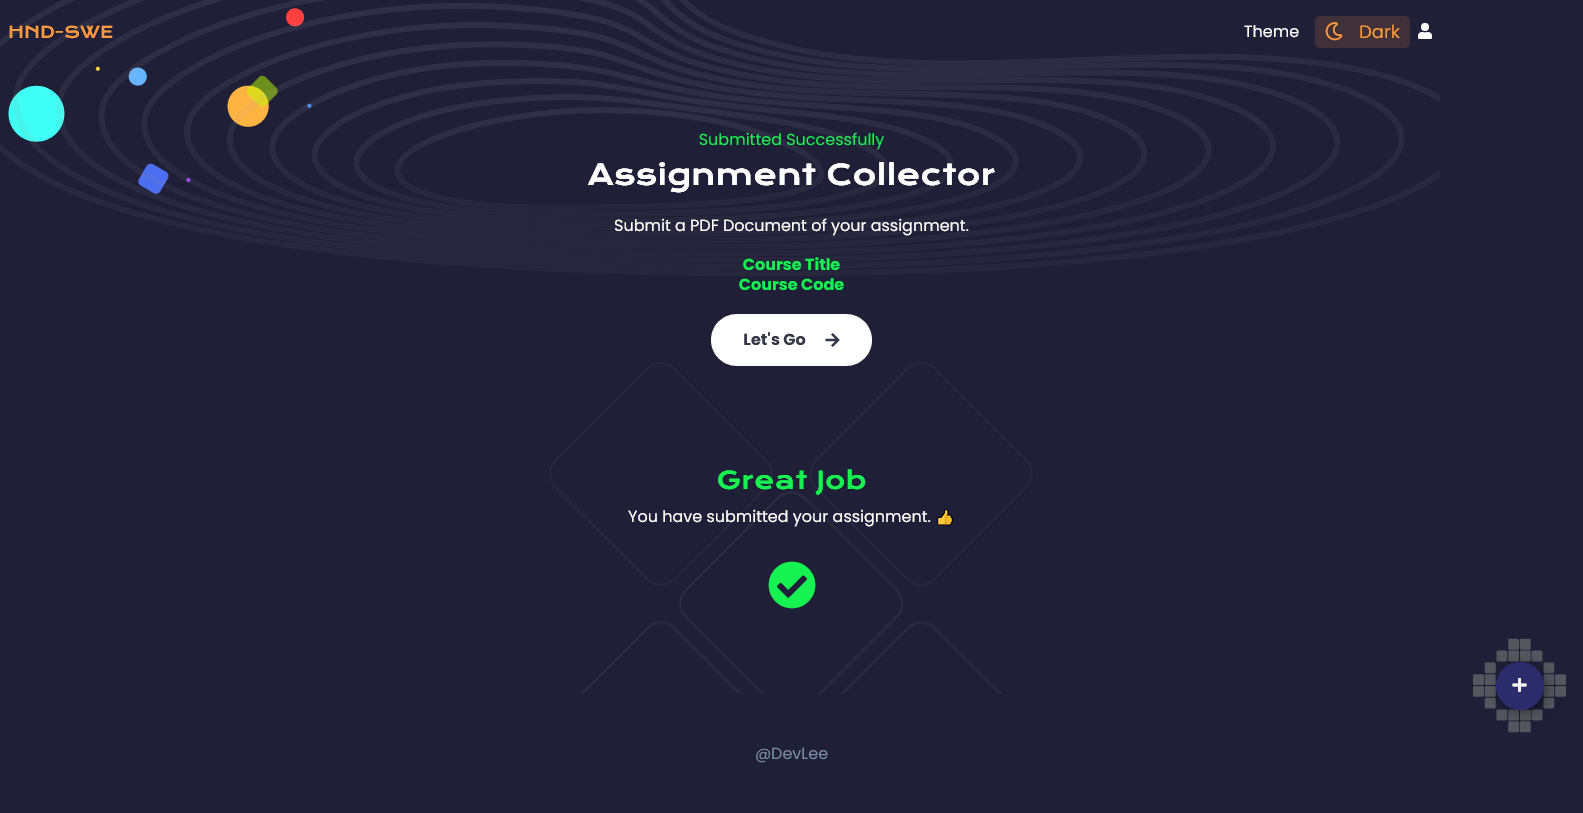 HND-SWE
Theme
Dark
Submitted Successfully
Assignment Collector
Submit a PDF Document of your assignment.
Course Title
Course Code
Let's Go
Great Job
You have submitted your assignment. 👍
@DevLee